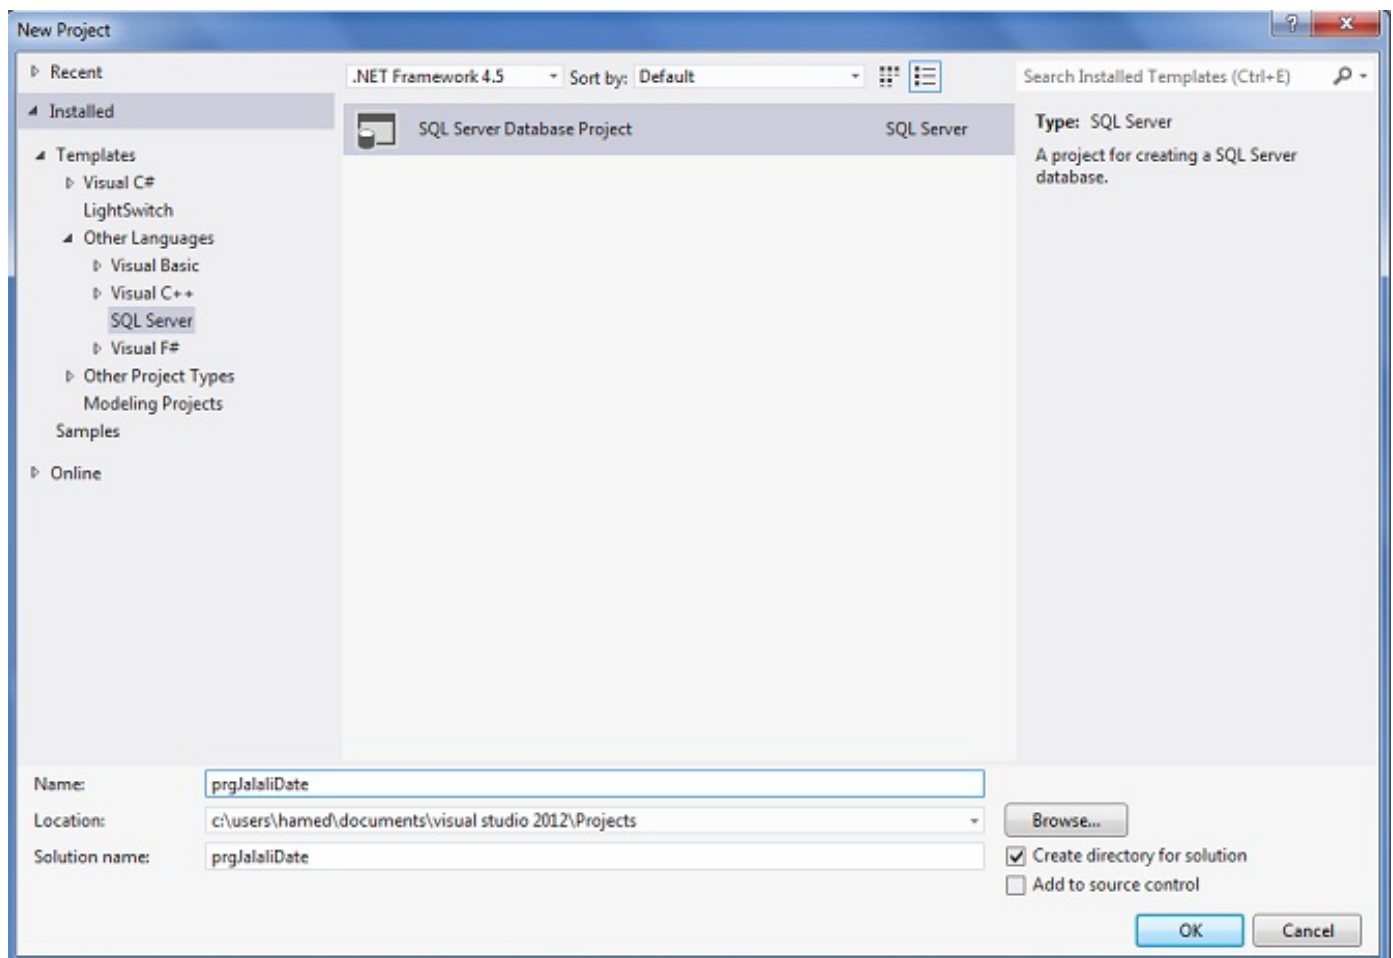 New Project
?
x
Recent
Installed
Templates
Visual C#
LightSwitch
Other Languages
Visual Basic
Visual C++
SQL Server
Visual F#
Other Project Types
Modeling Projects
Samples
Online
.NET Framework 4.5 Sort by: Default
SQL Server Database Project SQL Server
Search Installed Templates (Ctrl+E)
Type: SQL Server
A project for creating a SQL Server
database.
Name: prgJalaliDate
Location: c:\users\hamed\documents\visual studio 2012\Projects
Browse...
Solution name: prgJalaliDate
Create directory for solution
Add to source control
OK Cancel